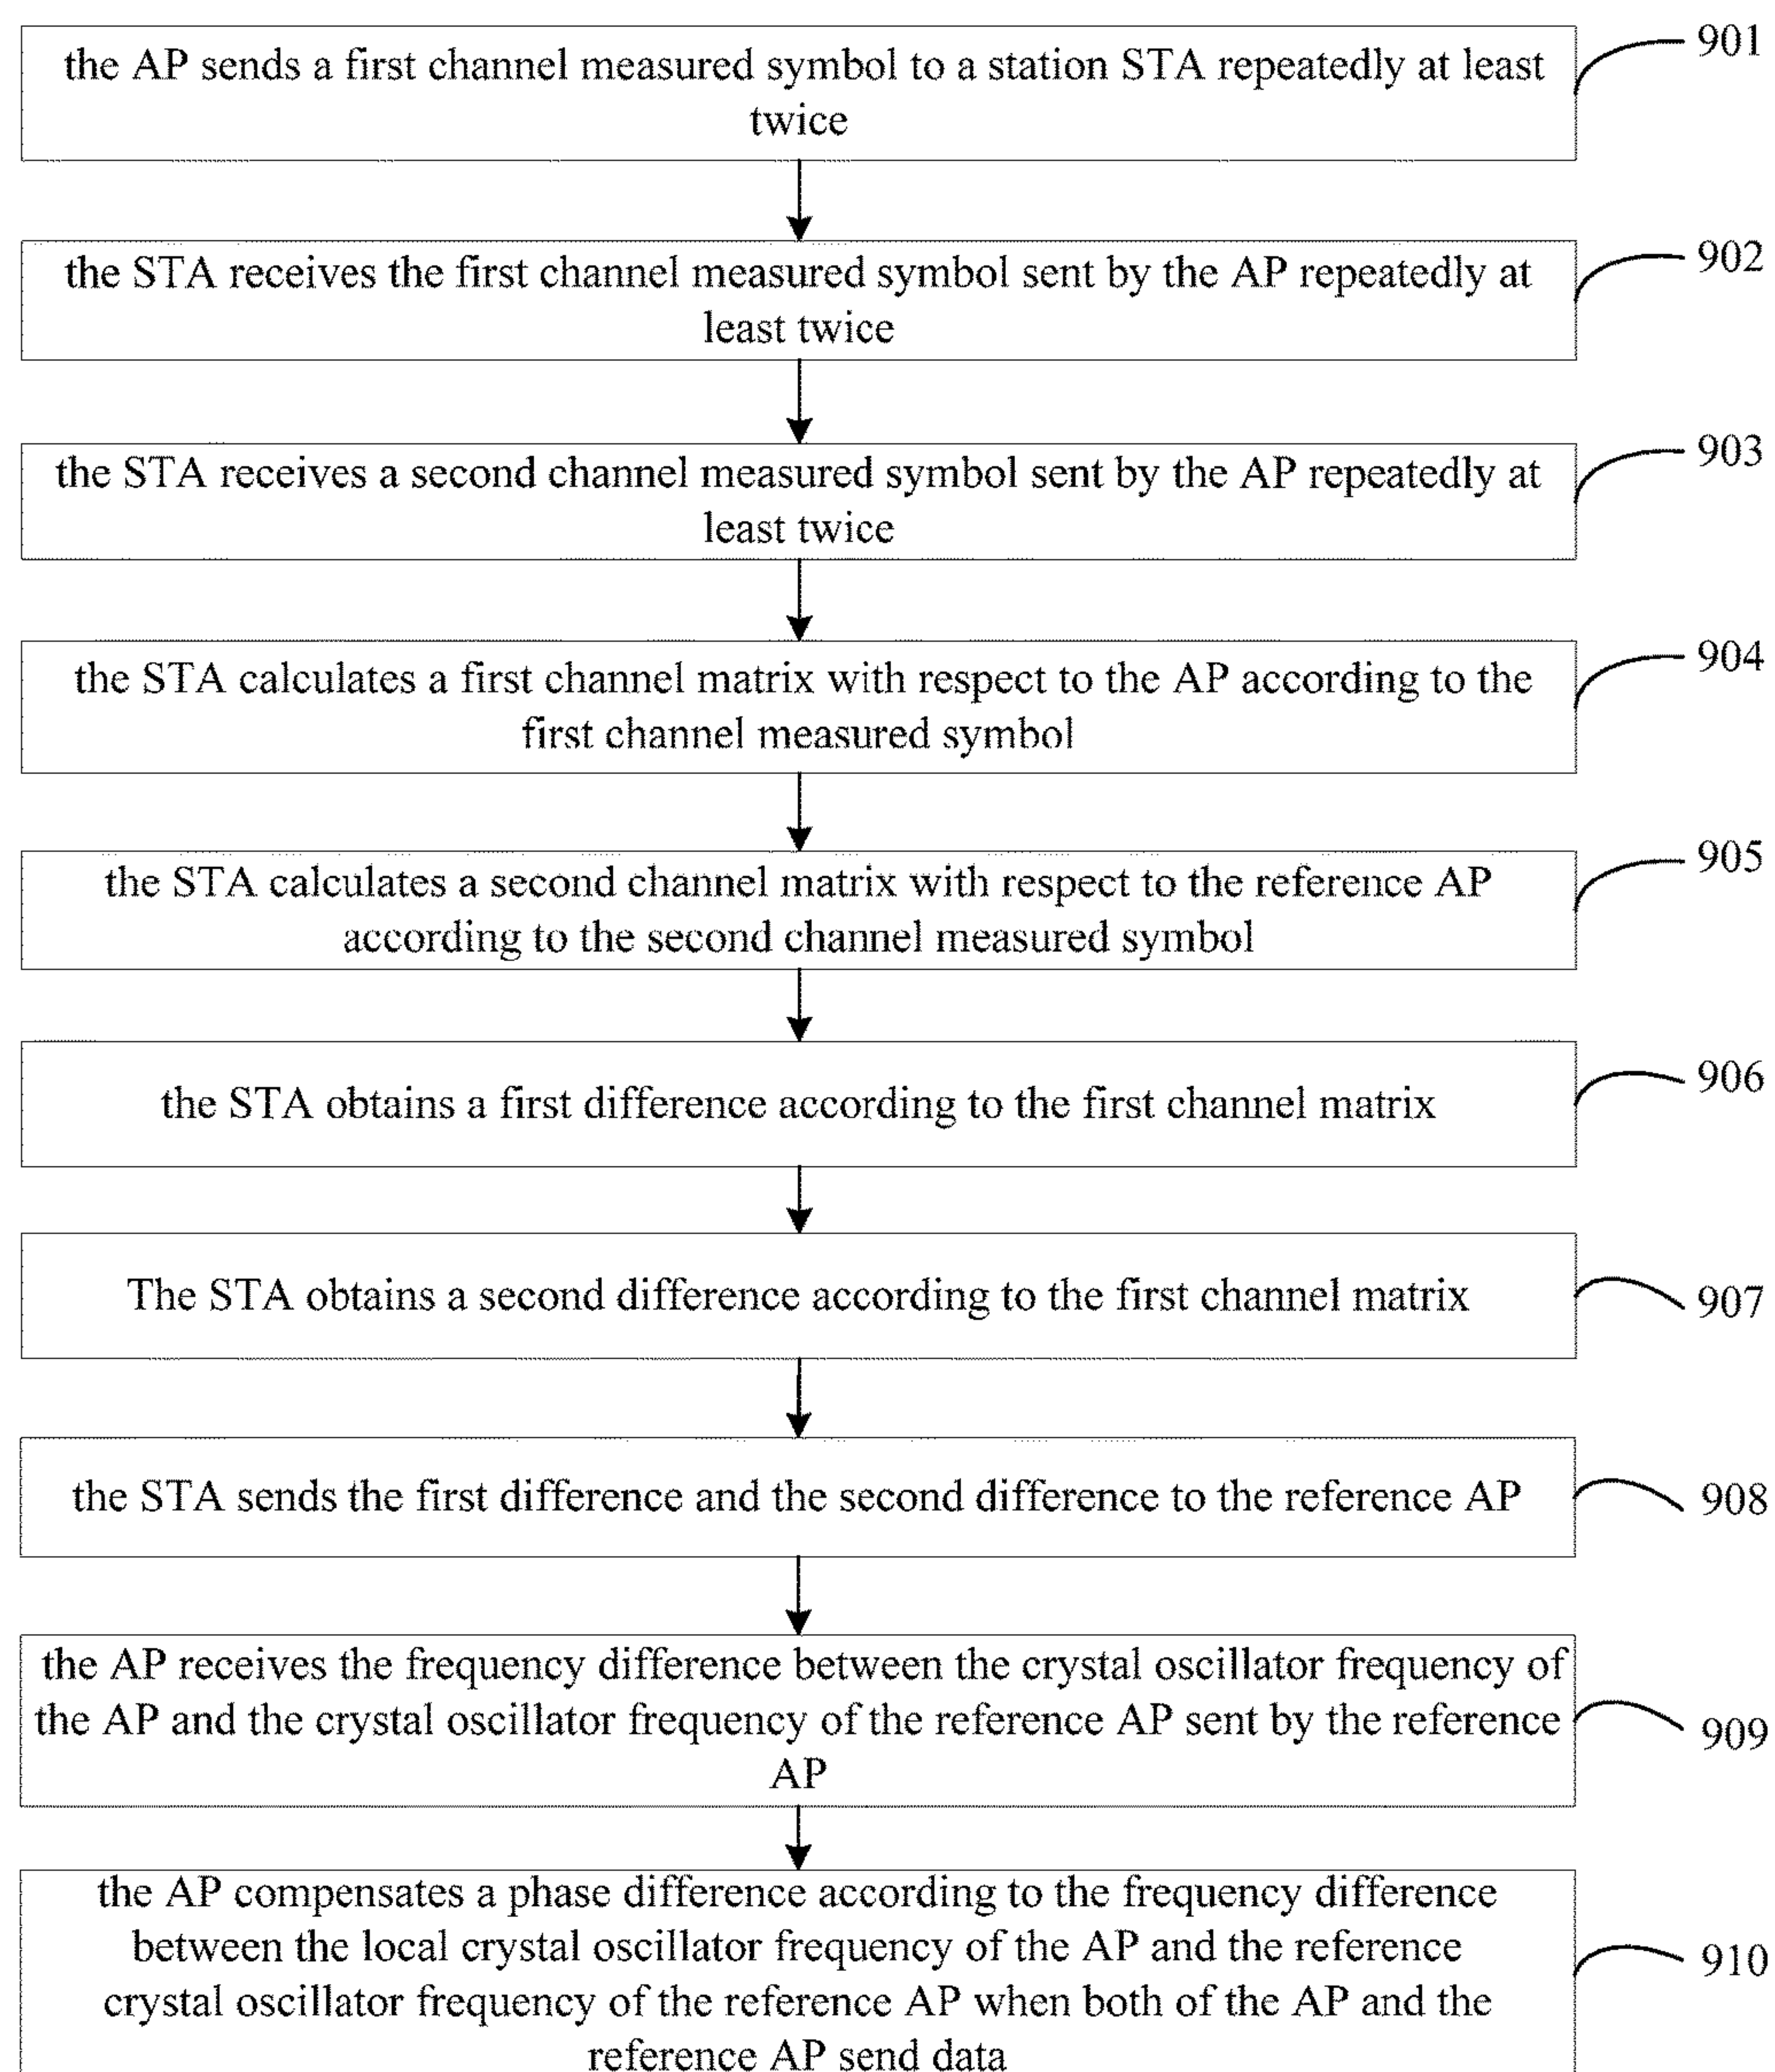 the AP sends a first channel measured symbol to a station STA repeatedly at least
twice
901
the STA receives the first channel measured symbol sent by the AP repeatedly at
least twice
902
the STA receives a second channel measured symbol sent by the AP repeatedly at
least twice
903
the STA calculates a first channel matrix with respect to the AP according to the
first channel measured symbol
904
the STA calculates a second channel matrix with respect to the reference AP
according to the second channel measured symbol
905
the STA obtains a first difference according to the first channel matrix
906
The STA obtains a second difference according to the first channel matrix
907
the STA sends the first difference and the second difference to the reference AP
908
the AP receives the frequency difference between the crystal oscillator frequency of
the AP and the crystal oscillator frequency of the reference AP sent by the reference
AP
909
the AP compensates a phase difference according to the frequency difference
between the local crystal oscillator frequency of the AP and the reference
crystal oscillator frequency of the reference AP when both of the AP and the
reference AP send data
910